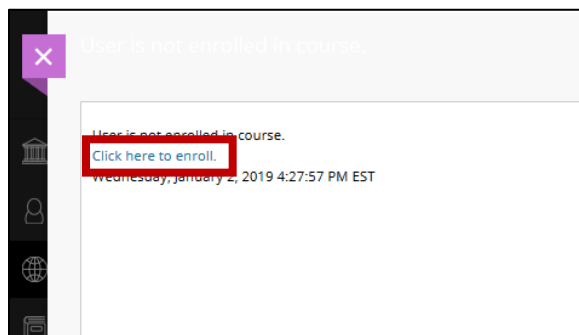 User is not enrolled in course.
User is not enrolled in course.
Click here to enroll.
Wednesday, January 2, 2019 4:27:57 PM EST